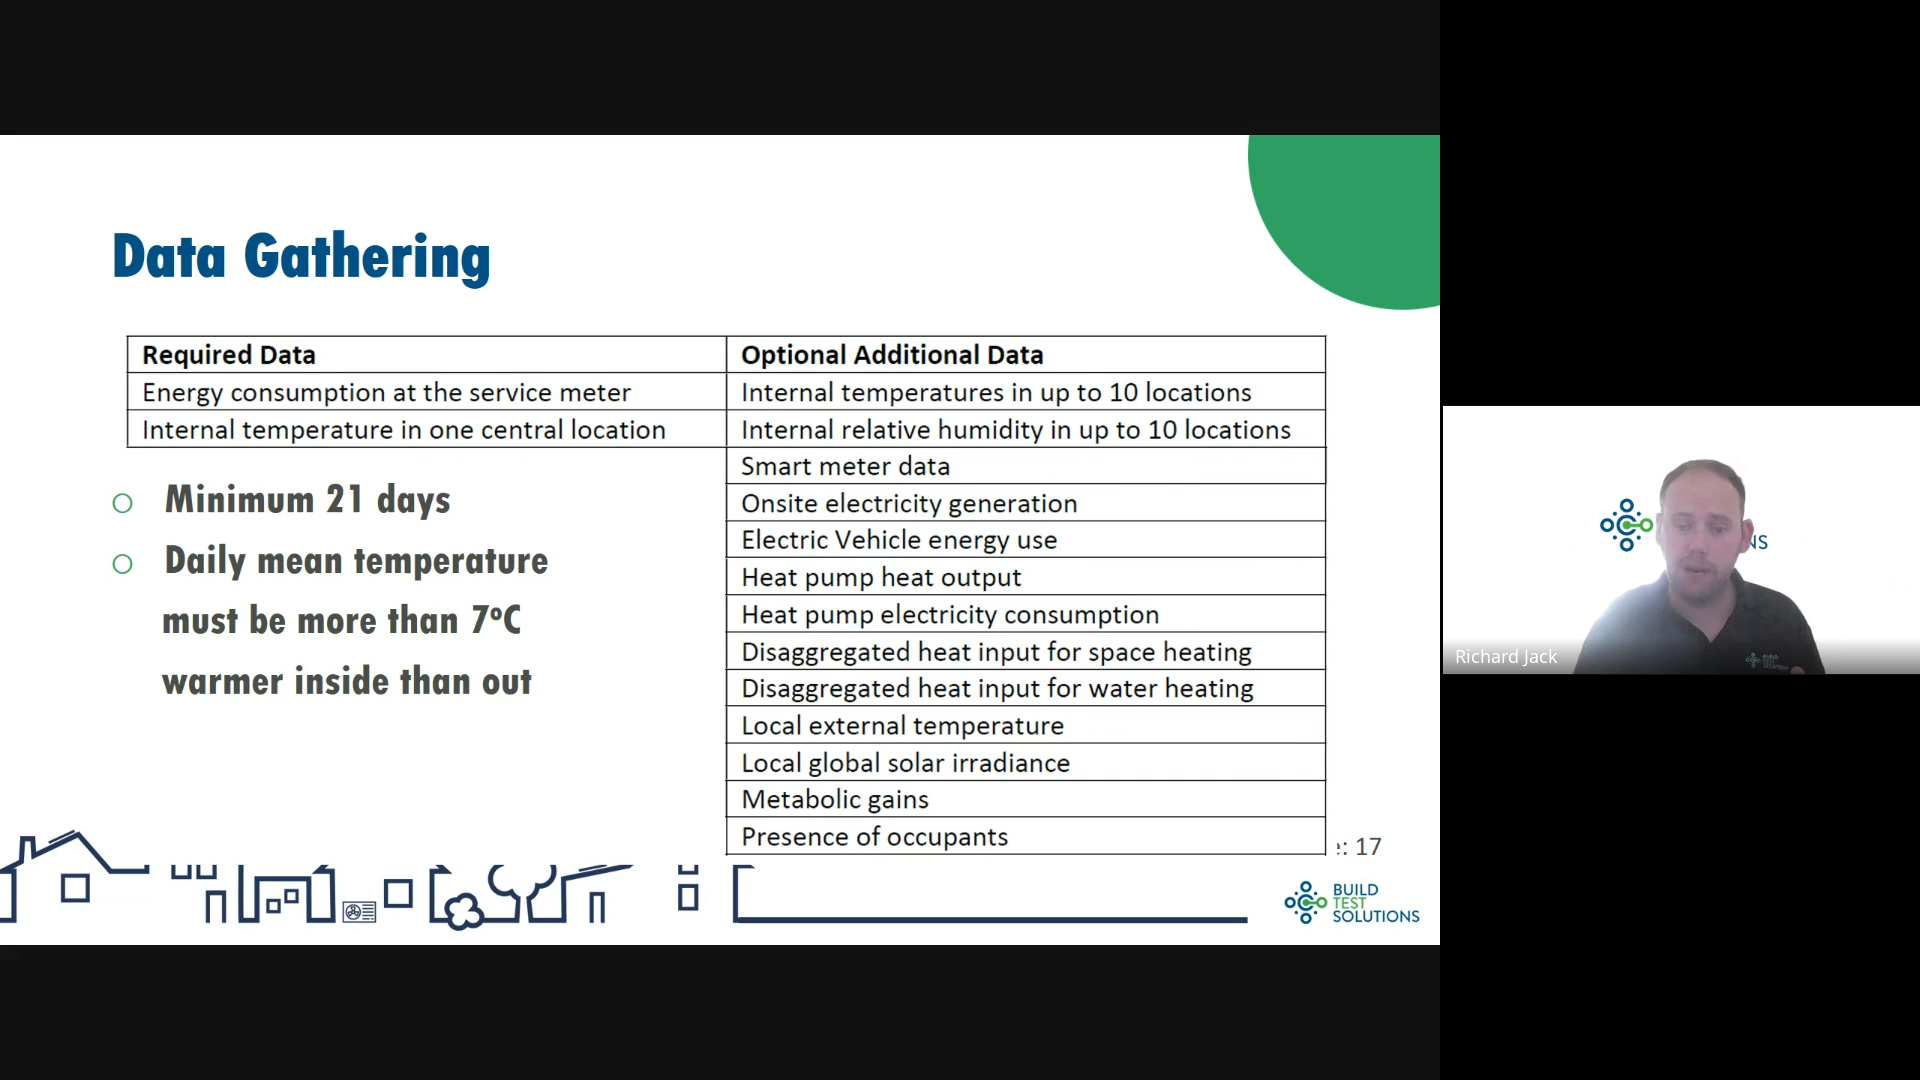 Data Gathering
Required Data
Optional Additional Data
Energy consumption at the service meter
Internal temperatures in up to 10 locations
Internal temperature in one central location
Internal relative humidity in up to 10 locations
Smart meter data
Onsite electricity generation
Electric Vehicle energy use
Heat pump heat output
Heat pump electricity consumption
Disaggregated heat input for space heating
Disaggregated heat input for water heating
Local external temperature
Local global solar irradiance
Metabolic gains
Presence of occupants
Minimum 21 days
Daily mean temperature
must be more than 7ºC
warmer inside than out
: 17
BUILD
TEST
SOLUTIONS
NS
Richard Jack